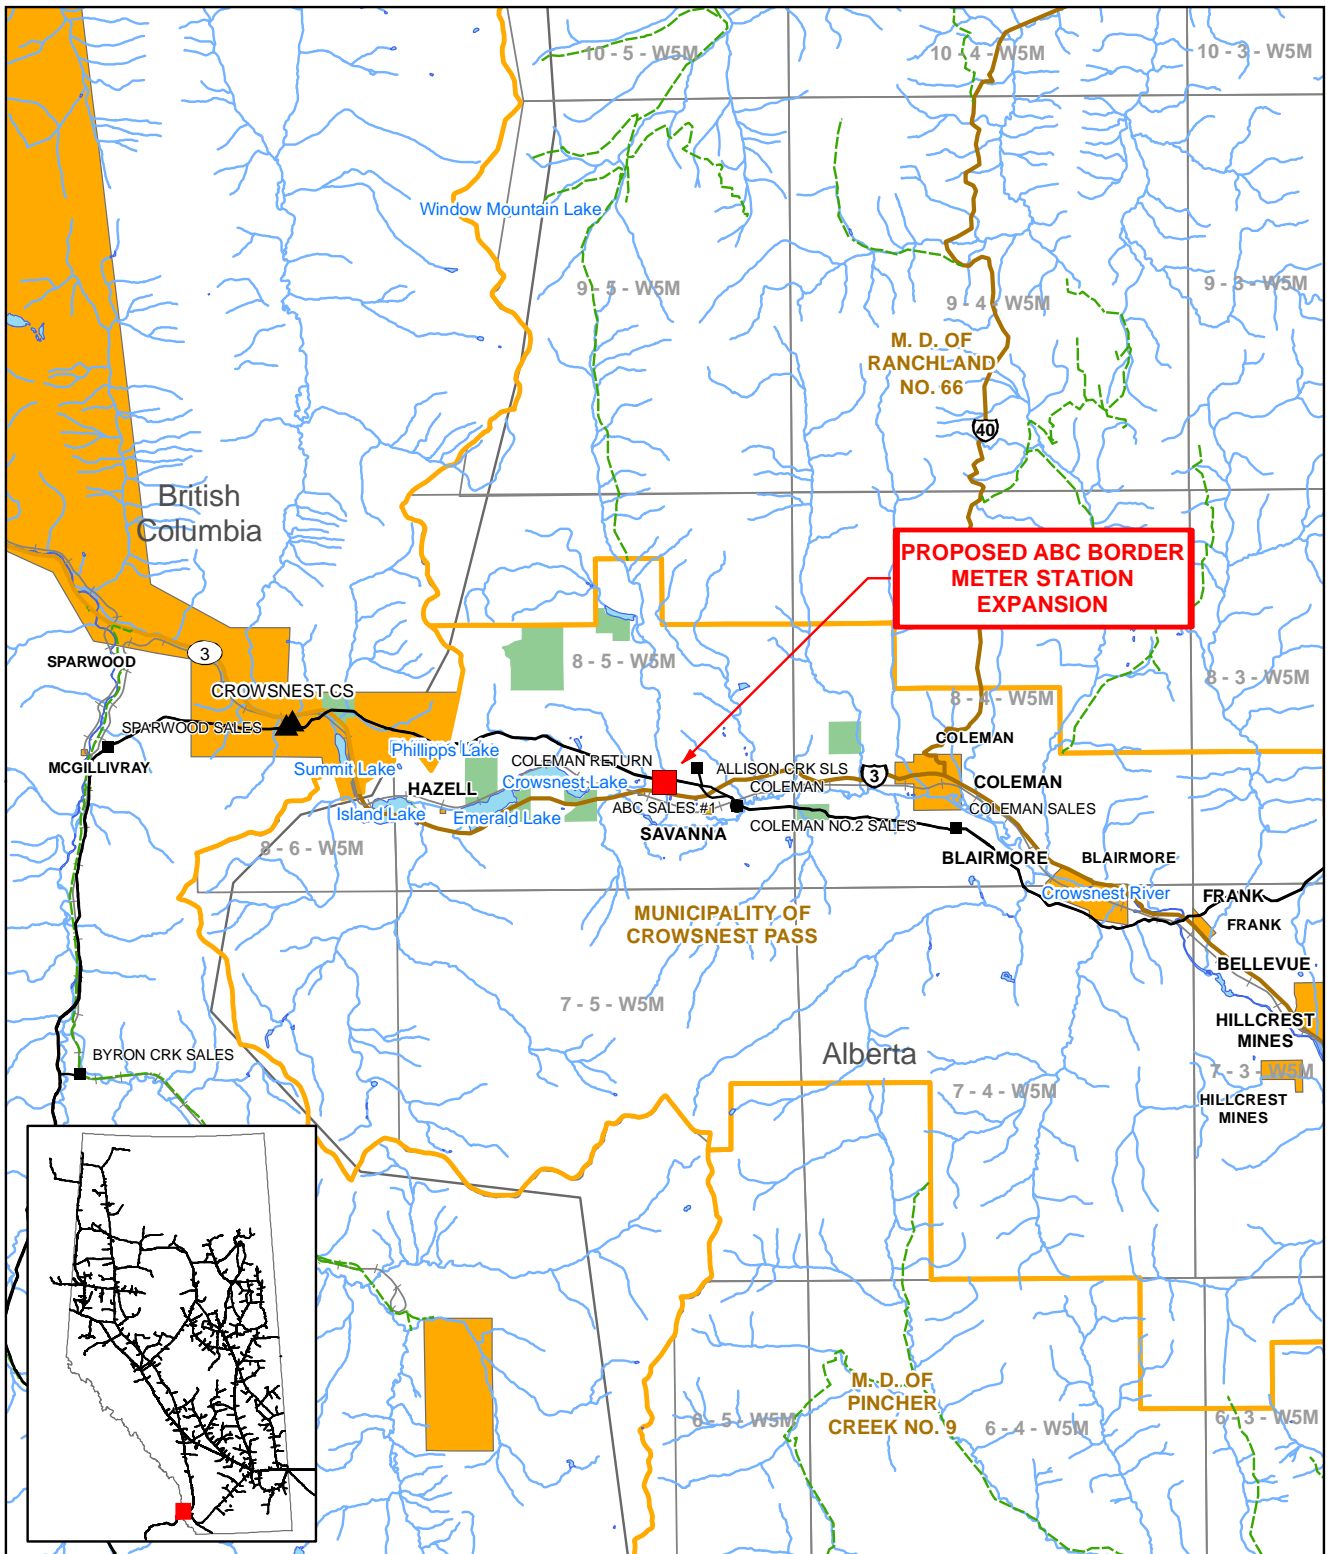 10 - 5 - W5M
10 - 4 - W5M
10 - 3 - W5M
Window Mountain Lake
9 - 5 - W5M
9 - 4 - W5M
9 - 3 - W5M
M. D. OF
RANCHLAND
NO. 66
40
British
Columbia
PROPOSED ABC BORDER
METER STATION
EXPANSION
3
SPARWOOD
8 - 5 - W5M
8 - 4 - W5M
8 - 3 - W5M
CROWSNEST CS
SPARWOOD SALES
MCGILLIVRAY
Phillipps Lake
Summit Lake
COLEMAN RETURN
Crowsnest Lake
HAZELL
Island Lake
Emerald Lake
ALLISON CRK SLS
COLEMAN
3
COLEMAN
COLEMAN
COLEMAN SALES
ABC SALES #1
SAVANNA
COLEMAN NO.2 SALES
8 - 6 - W5M
BLAIRMORE
BLAIRMORE
Crowsnest River
FRANK
FRANK
MUNICIPALITY OF
CROWSNEST PASS
BELLEVUE
7 - 5 - W5M
HILLCREST
MINES
Alberta
BYRON CRK SALES
7 - 4 - W5M
7 - 3 - W5M
HILLCREST
MINES
M. D. OF
PINCHER
CREEK NO. 9
6 - 5 - W5M
6 - 4 - W5M
6 - 3 - W5M